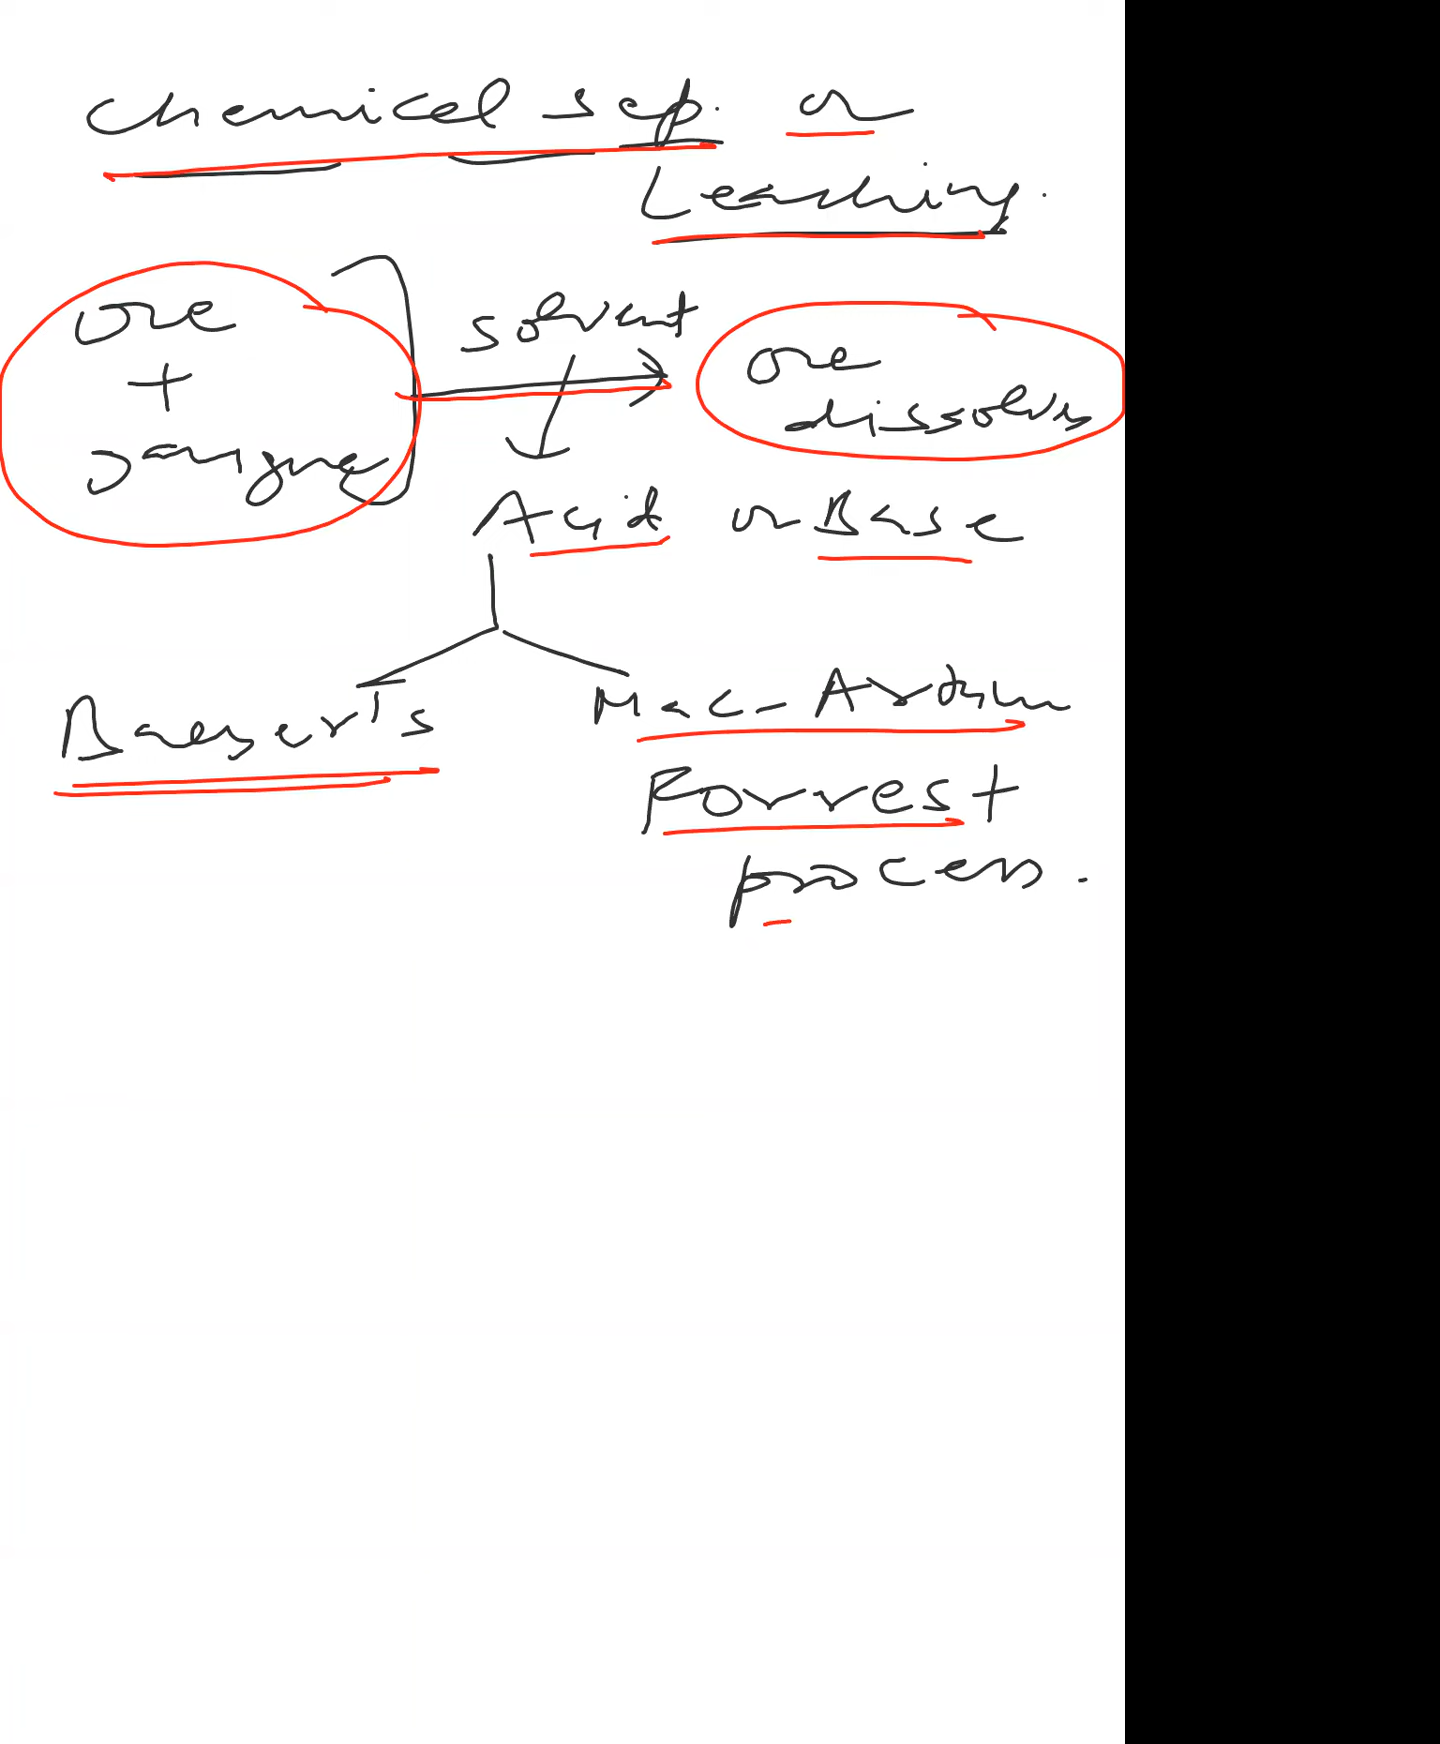 chemical sep. or
Leaching.
ore
+
gangue
solvent
ore
dissolves
Acid or Base
Baeyer's
Mac-Arthur
Forrest
process.